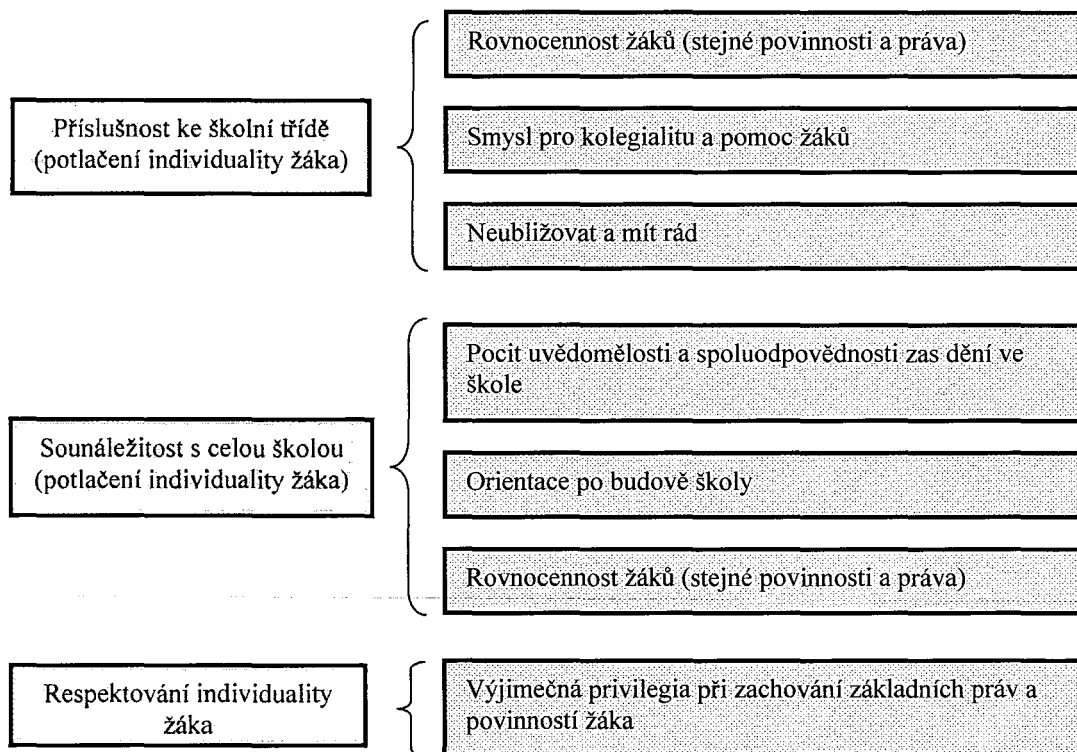 Příslušnost ke školní třídě
(potlačení individuality žáka)
Rovnocennost žáků (stejné povinnosti a práva)
Smysl pro kolegialitu a pomoc žáků
Neubližovat a mít rád
Sounáležitost s celou školou
(potlačení individuality žáka)
Pocit uvědomělosti a spoluodpovědnosti zas dění ve
škole
Orientace po budově školy
Rovnocennost žáků (stejné povinnosti a práva)
Respektování individuality
žáka
Výjimečná privilegia při zachování základních práv a
povinností žáka